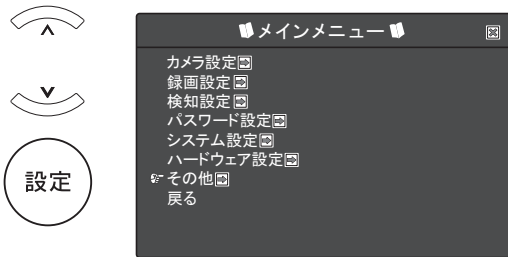 メインメニュー
カメラ設定
録画設定
検知設定
パスワード設定
システム設定
ハードウェア設定
その他
戻る
設定